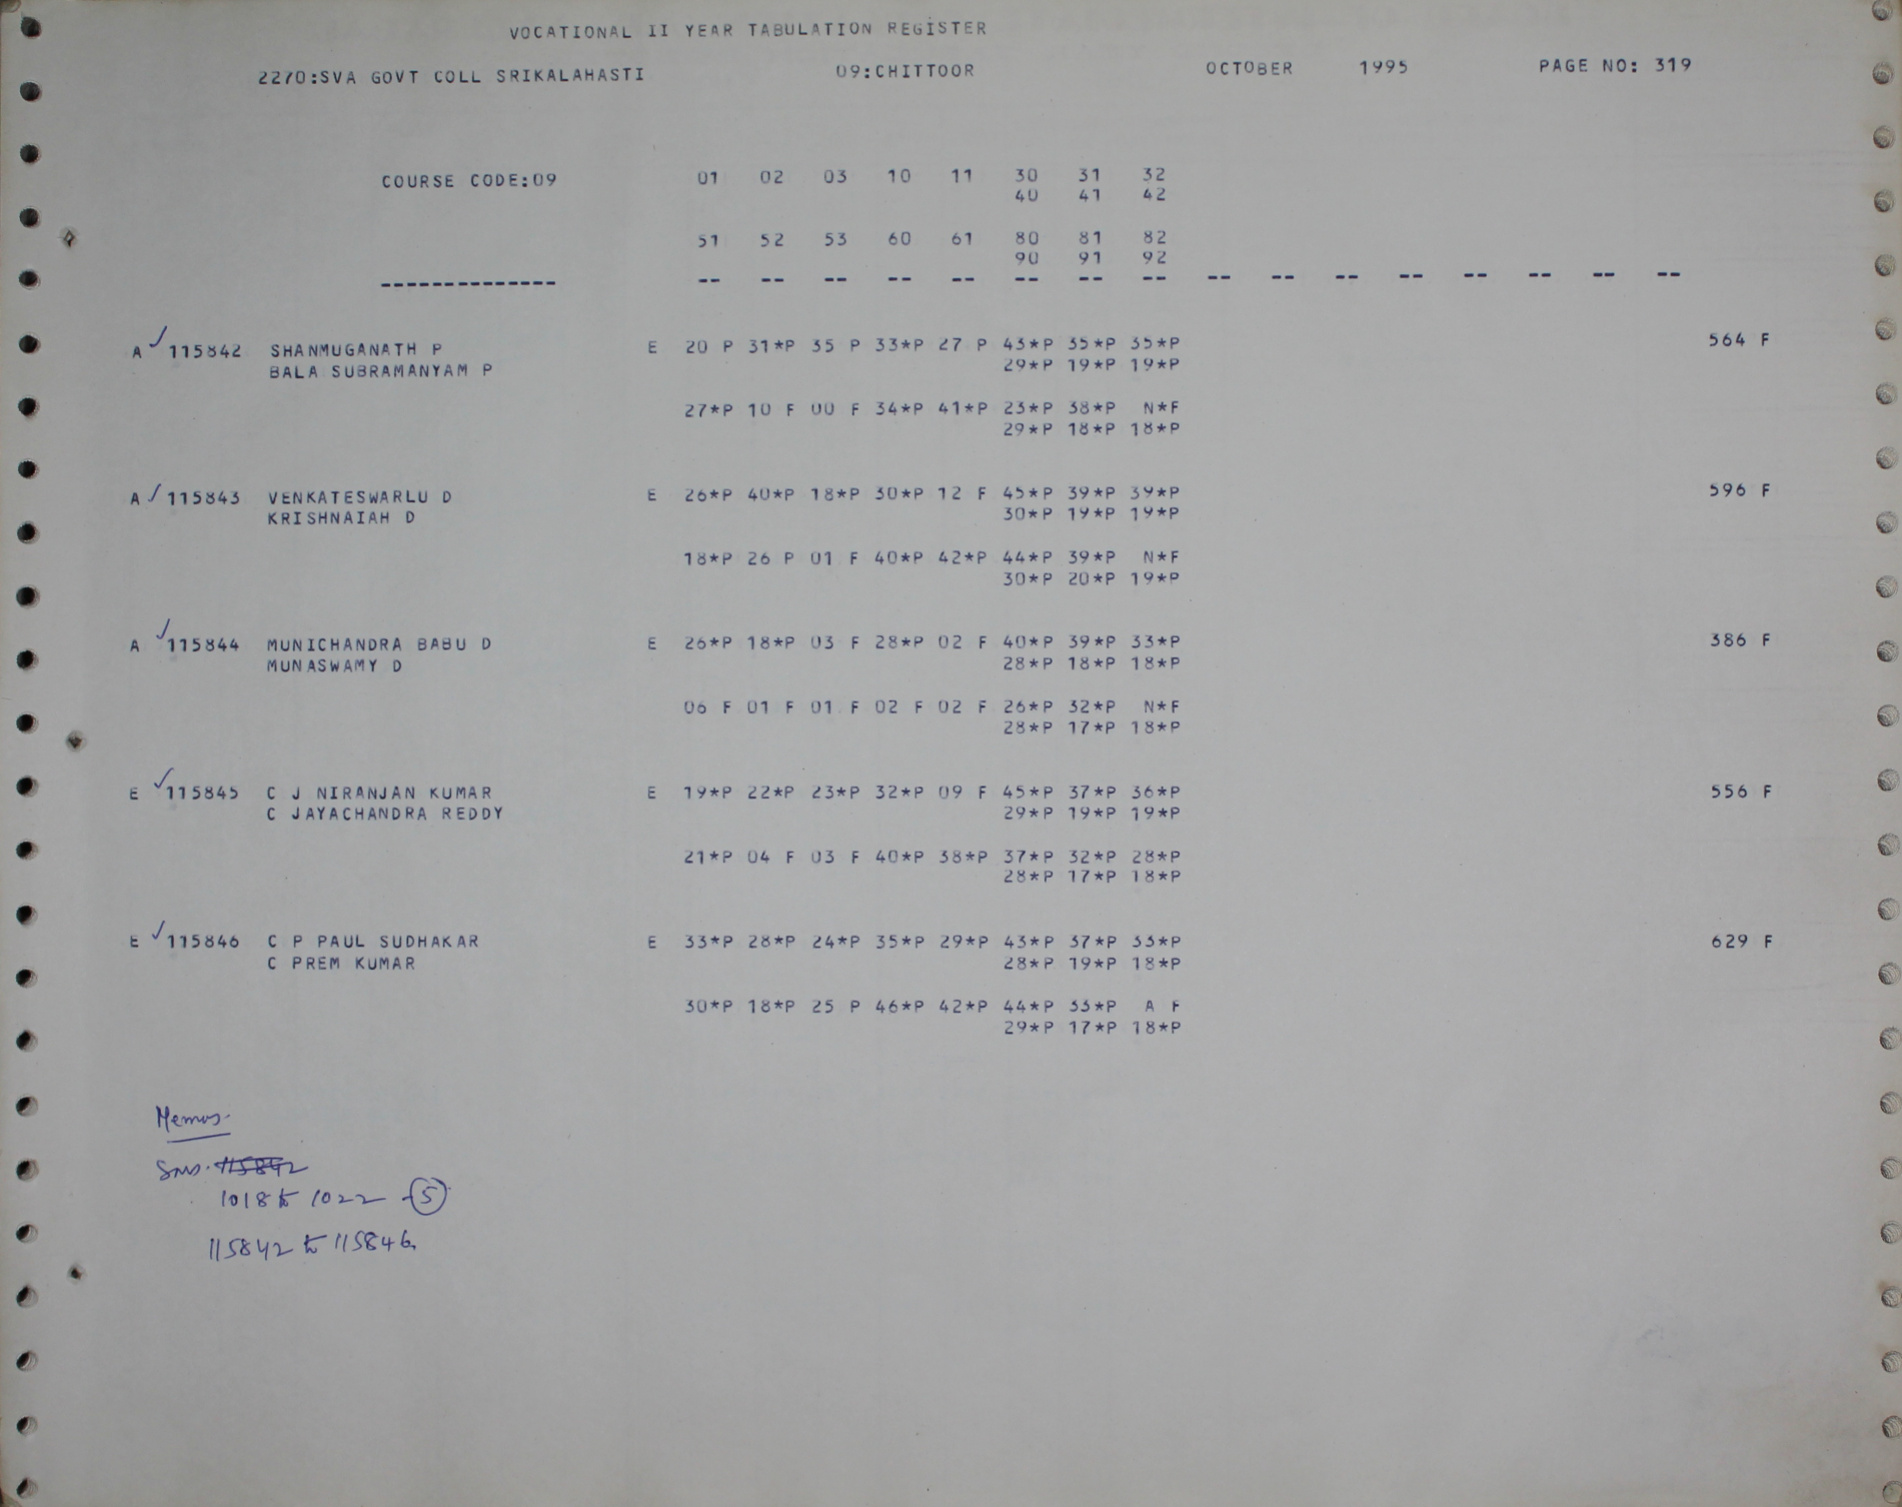 VOCATIONAL II YEAR TABULATION REGISTER
2270:SVA GOVT COLL SRIKALAHASTI 09:CHITTOOR OCTOBER 1995 PAGE NO: 319
COURSE CODE:09 01 02 03 10 11 30 31 32
40 41 42
51 52 53 60 61 80 81 82
90 91 92
-------------- -- -- -- -- -- -- -- -- -- -- -- -- -- -- -- --
A 115842 SHANMUGANATH P E 20 P 31*P 35 P 33*P 27 P 43*P 35*P 35*P 564 F
BALA SUBRAMANYAM P 29*P 19*P 19*P
27*P 10 F 00 F 34*P 41*P 23*P 38*P N*F
29*P 18*P 18*P
A 115843 VENKATESWARLU D E 26*P 40*P 18*P 30*P 12 F 45*P 39*P 39*P 596 F
KRISHNAIAH D 30*P 19*P 19*P
18*P 26 P 01 F 40*P 42*P 44*P 39*P N*F
30*P 20*P 19*P
A 115844 MUNICHANDRA BABU D E 26*P 18*P 03 F 28*P 02 F 40*P 39*P 33*P 386 F
MUNASWAMY D 28*P 18*P 18*P
06 F 01 F 01 F 02 F 02 F 26*P 32*P N*F
28*P 17*P 18*P
E 115845 C J NIRANJAN KUMAR E 19*P 22*P 23*P 32*P 09 F 45*P 37*P 36*P 556 F
C JAYACHANDRA REDDY 29*P 19*P 19*P
21*P 04 F 03 F 40*P 38*P 37*P 32*P 28*P
28*P 17*P 18*P
E 115846 C P PAUL SUDHAKAR E 33*P 28*P 24*P 35*P 29*P 43*P 37*P 33*P 629 F
C PREM KUMAR 28*P 19*P 18*P
30*P 18*P 25 P 46*P 42*P 44*P 33*P A F
29*P 17*P 18*P
Memos.
115842
1018 to 1022 - 5
115842 to 115846